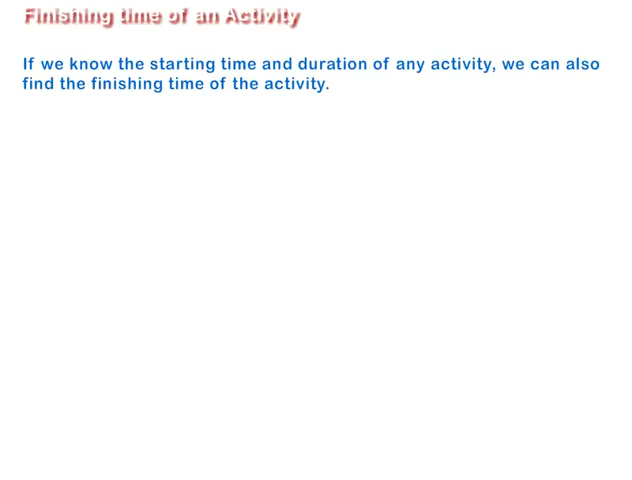 Finishing time of an Activity
If we know the starting time and duration of any activity, we can also
find the finishing time of the activity.